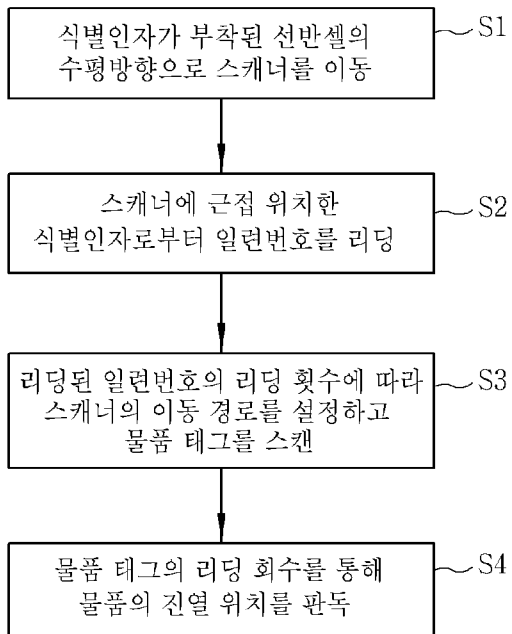 식별인자가 부착된 선반셀의
수평방향으로 스캐너를 이동
S1
스캐너에 근접 위치한
식별인자로부터 일련번호를 리딩
S2
리딩된 일련번호의 리딩 횟수에 따라
스캐너의 이동 경로를 설정하고
물품 태그를 스캔
S3
물품 태그의 리딩 회수를 통해
물품의 진열 위치를 판독
S4